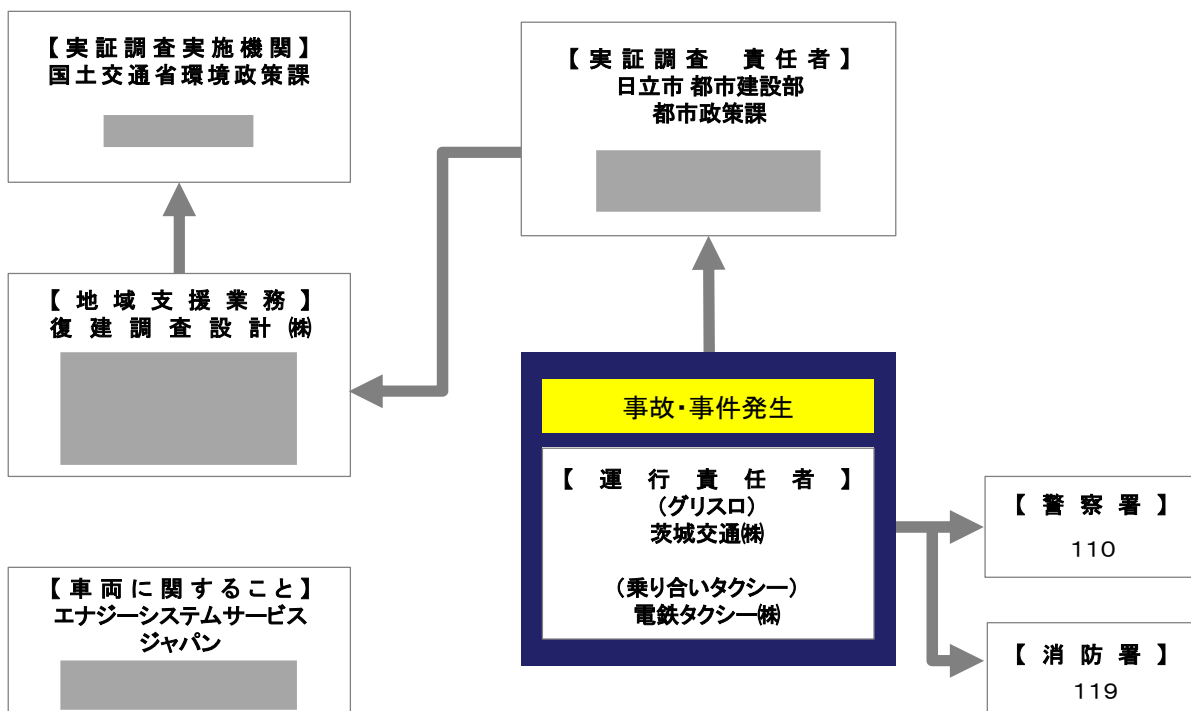 【実証調査実施機関】
国土交通省環境政策課
【実証調査　責任者】
日立市 都市建設部
都市政策課
【地域支援業務】
復建調査設計㈱
事故・事件発生
【運行責任者】
（グリスロ）
茨城交通㈱
（乗り合いタクシー）
電鉄タクシー㈱
【警察署】
110
【車両に関すること】
エナジーシステムサービス
ジャパン
【消防署】
119